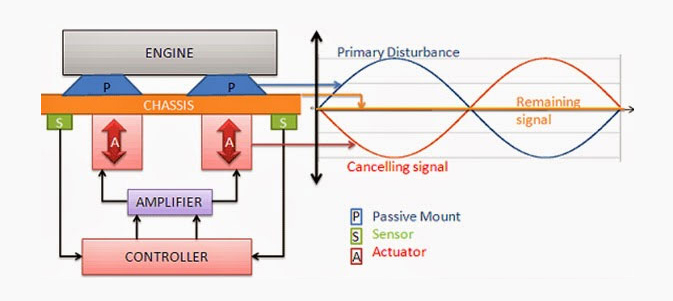 ENGINE
Primary Disturbance
P
P
CHASSIS
Remaining
signal
S
S
A
A
Cancelling signal
AMPLIFIER
P Passive Mount
S Sensor
A Actuator
CONTROLLER